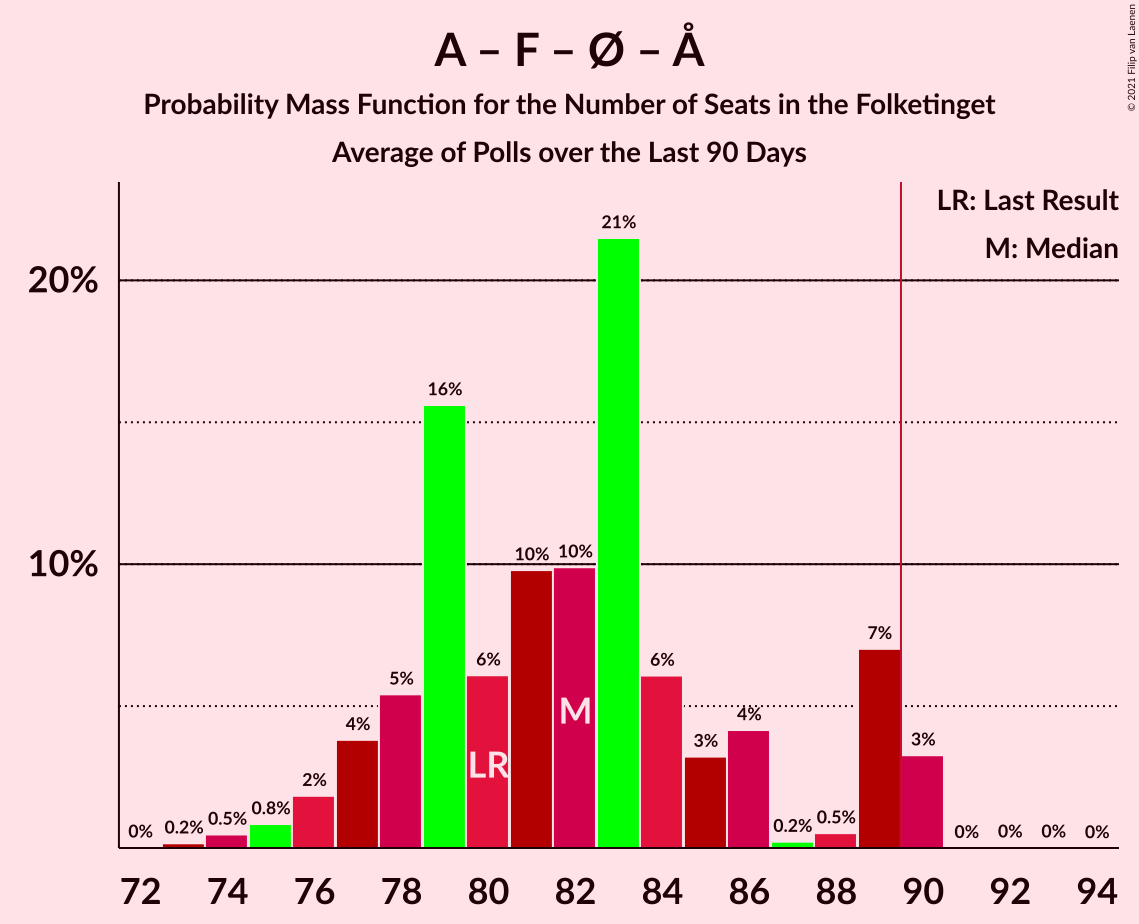 A – F – Ø – Å
Probability Mass Function for the Number of Seats in the Folketinget
Average of Polls over the Last 90 Days
© 2021 Filip van Laenen
LR: Last Result
M: Median
20%
10%
0%
0.2%
0.5%
0.8%
2%
4%
5%
16%
6%
10%
10%
21%
6%
3%
4%
0.2%
0.5%
7%
3%
0%
0%
0%
0%
LR
M
72 74 76 78 80 82 84 86 88 90 92 94